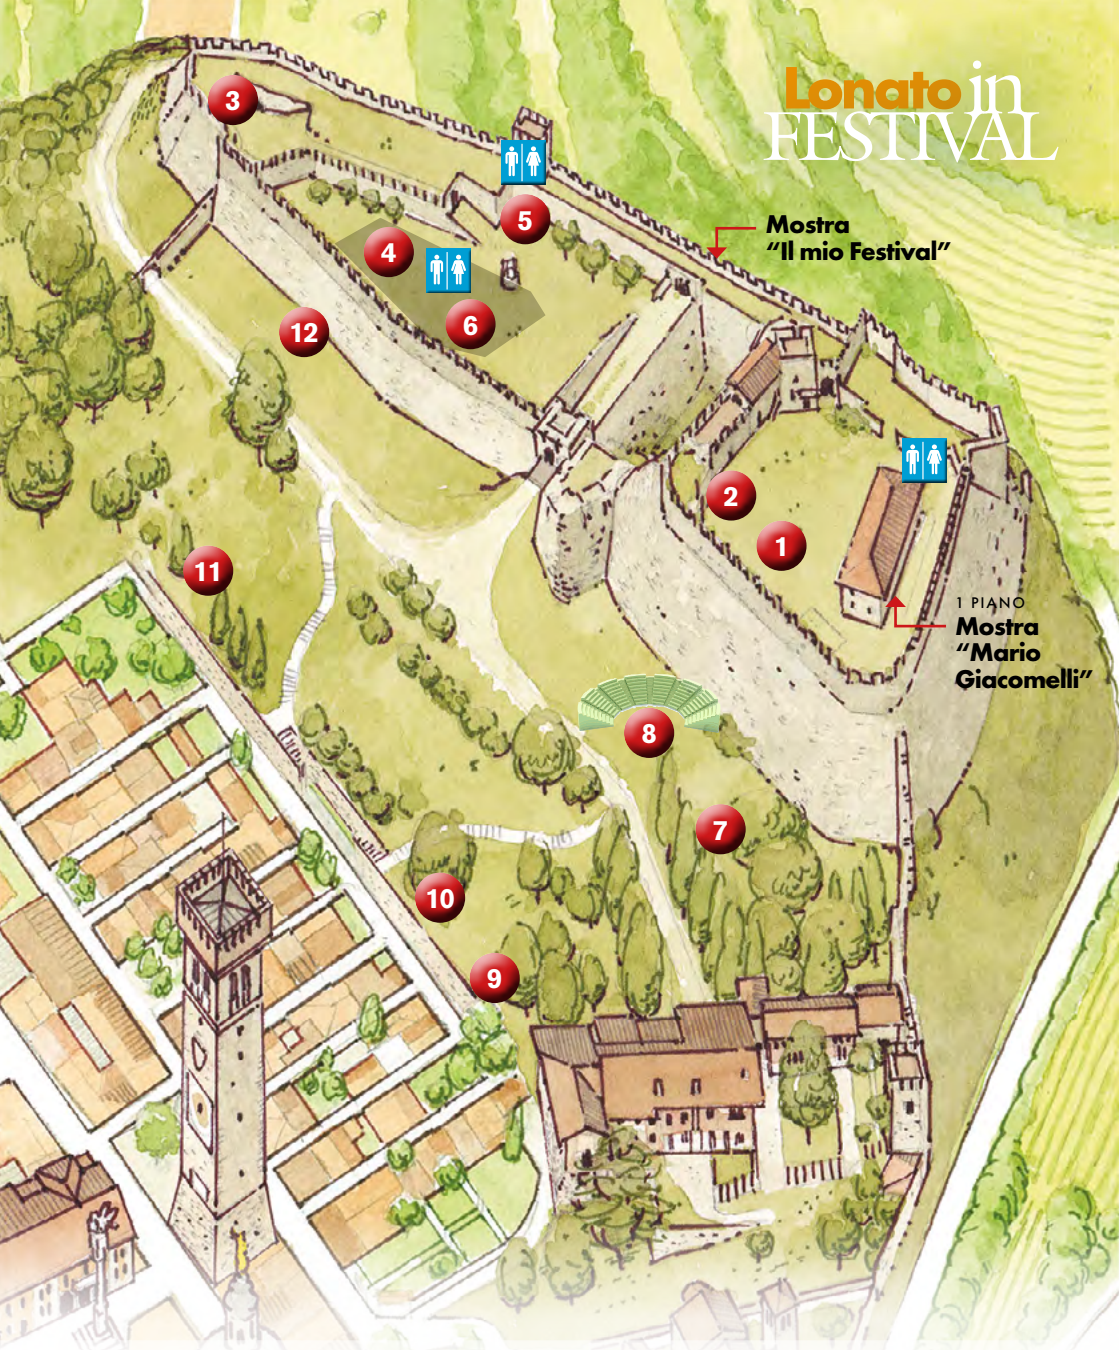 Lonato in
FESTIVAL
3
5
Mostra
“Il mio Festival”
4
6
12
2
1
11
1 PIANO
Mostra
“Mario
Giacomelli”
8
7
10
9